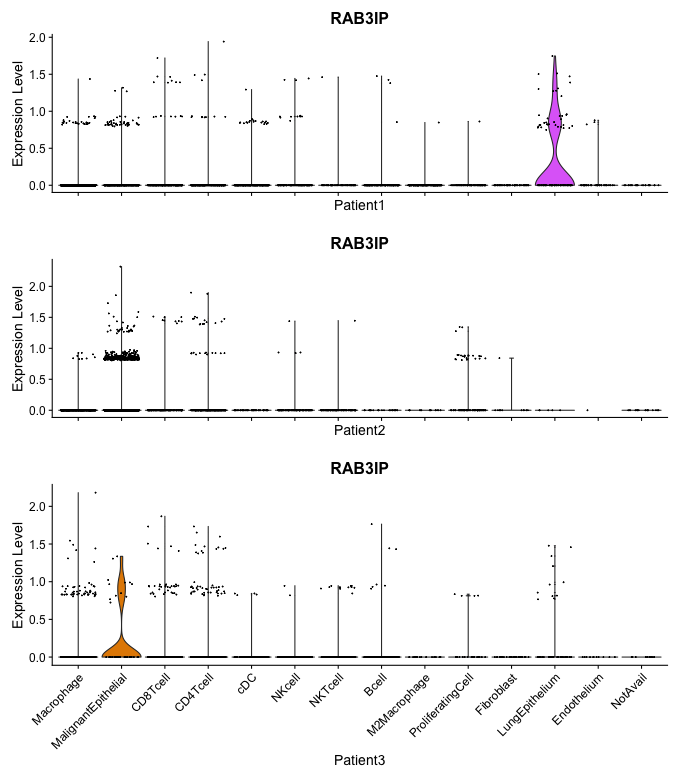 RAB3IP
Expression Level
2.0
1.5
1.0
0.5
0.0
Patient1
RAB3IP
Expression Level
2.0
1.5
1.0
0.5
0.0
Patient2
RAB3IP
Expression Level
2.0
1.5
1.0
0.5
0.0
Macrophage
MalignantEpithelial
CD8Tcell
CD4Tcell
cDC
NKcell
NKTcell
Bcell
M2Macrophage
ProliferatingCell
Fibroblast
LungEpithelium
Endothelium
NotAvail
Patient3